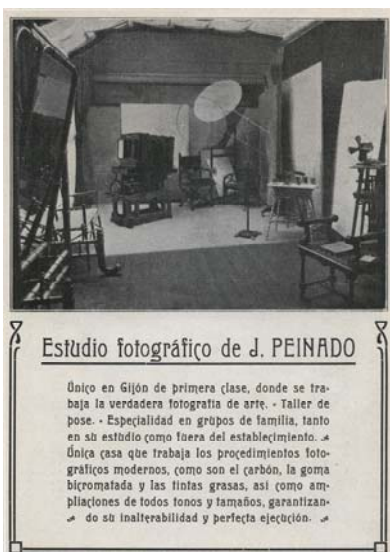 Estudio fotográfico de J. PEINADO
Único en Gijón de primera clase, donde se tra-
baja la verdadera fotografía de arte. - Taller de
pose. - Especialidad en grupos de familia, tanto
en su estudio como fuera del establecimiento.
Única casa que trabaja los procedimientos foto-
gráficos modernos, como son el carbón, la goma
bicromatada y las tintas grasas, así como am-
pliaciones de todos tonos y tamaños, garantizan-
do su inalterabilidad y perfecta ejecución.